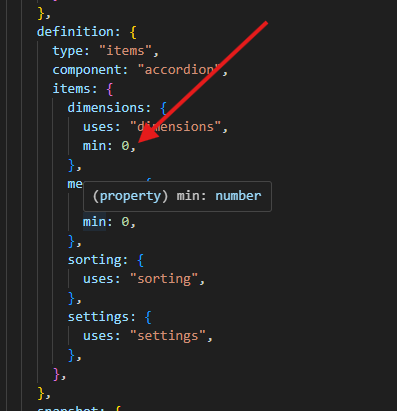 },
definition: {
type: "items",
component: "accordion",
items: {
dimensions: {
uses: "dimensions",
min: 0,
},
me
(property) min: number
min: 0,
},
sorting: {
uses: "sorting",
},
settings: {
uses: "settings",
},
},
},
snapshot: {